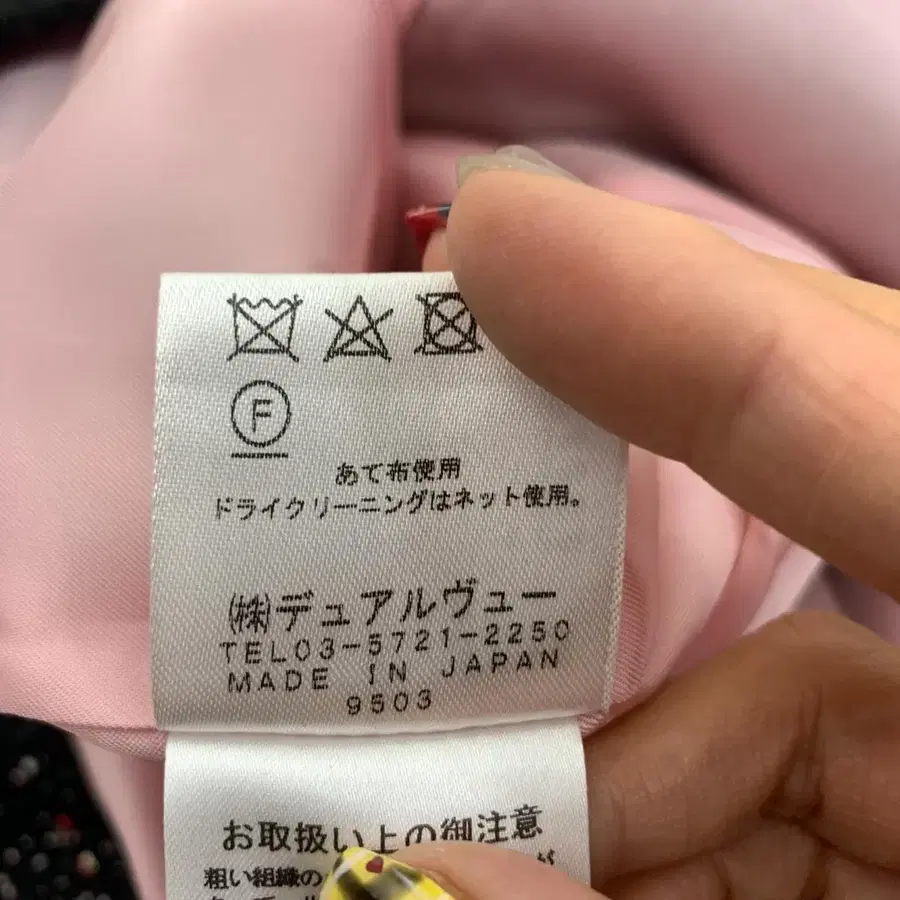 F
あて布使用
ドライクリーニングはネット使用。
㈱デュアルヴュー
TEL03-5721-2250
MADE IN JAPAN
9503
お取扱い上の御注意
粗い組織の
が